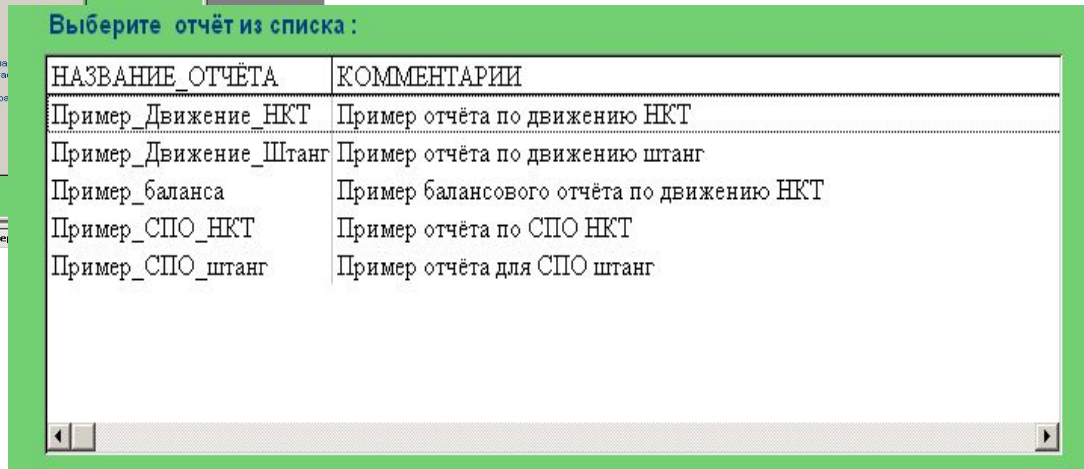 Выберите отчёт из списка :
НАЗВАНИЕ_ОТЧЁТА КОММЕНТАРИИ
Пример_Движение_НКТ Пример отчёта по движению НКТ
Пример_Движение_Штанг Пример отчёта по движению штанг
Пример_баланса Пример балансового отчёта по движению НКТ
Пример_СПО_НКТ Пример отчёта по СПО НКТ
Пример_СПО_штанг Пример отчёта для СПО штанг